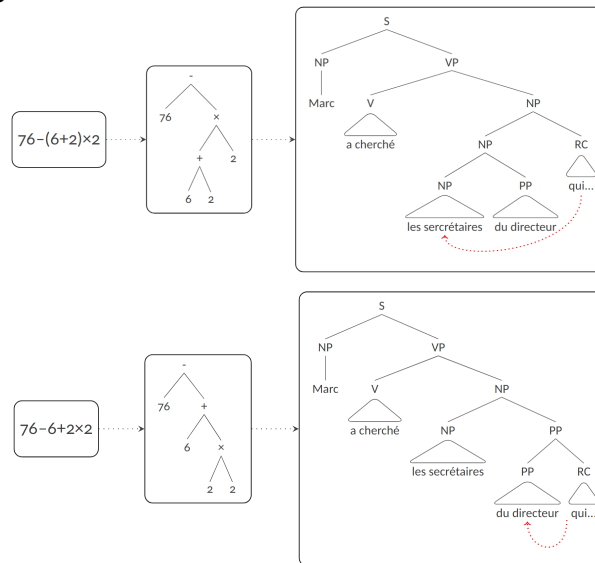 S
NP VP
-
76 ×
Marc V NP
76–(6+2)×2
+ 2
a cherché NP RC
6 2
NP PP qui...
les sercrétaires du directeur
S
NP VP
-
76 +
Marc V NP
6 ×
76–6+2×2
a cherché NP PP
2 2
les secrétaires PP RC
du directeur qui...